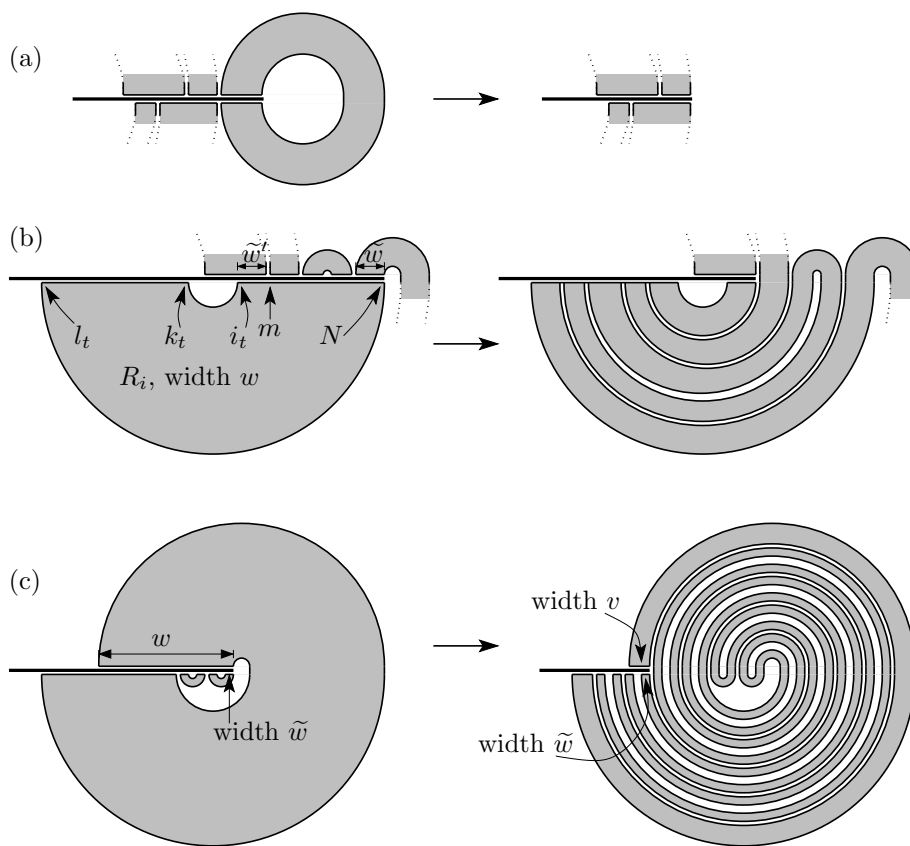 (a)
(b)
w̃′ w̃
l_t k_t i_t m N
R_i, width w
(c)
w
width w̃
width v
width w̃